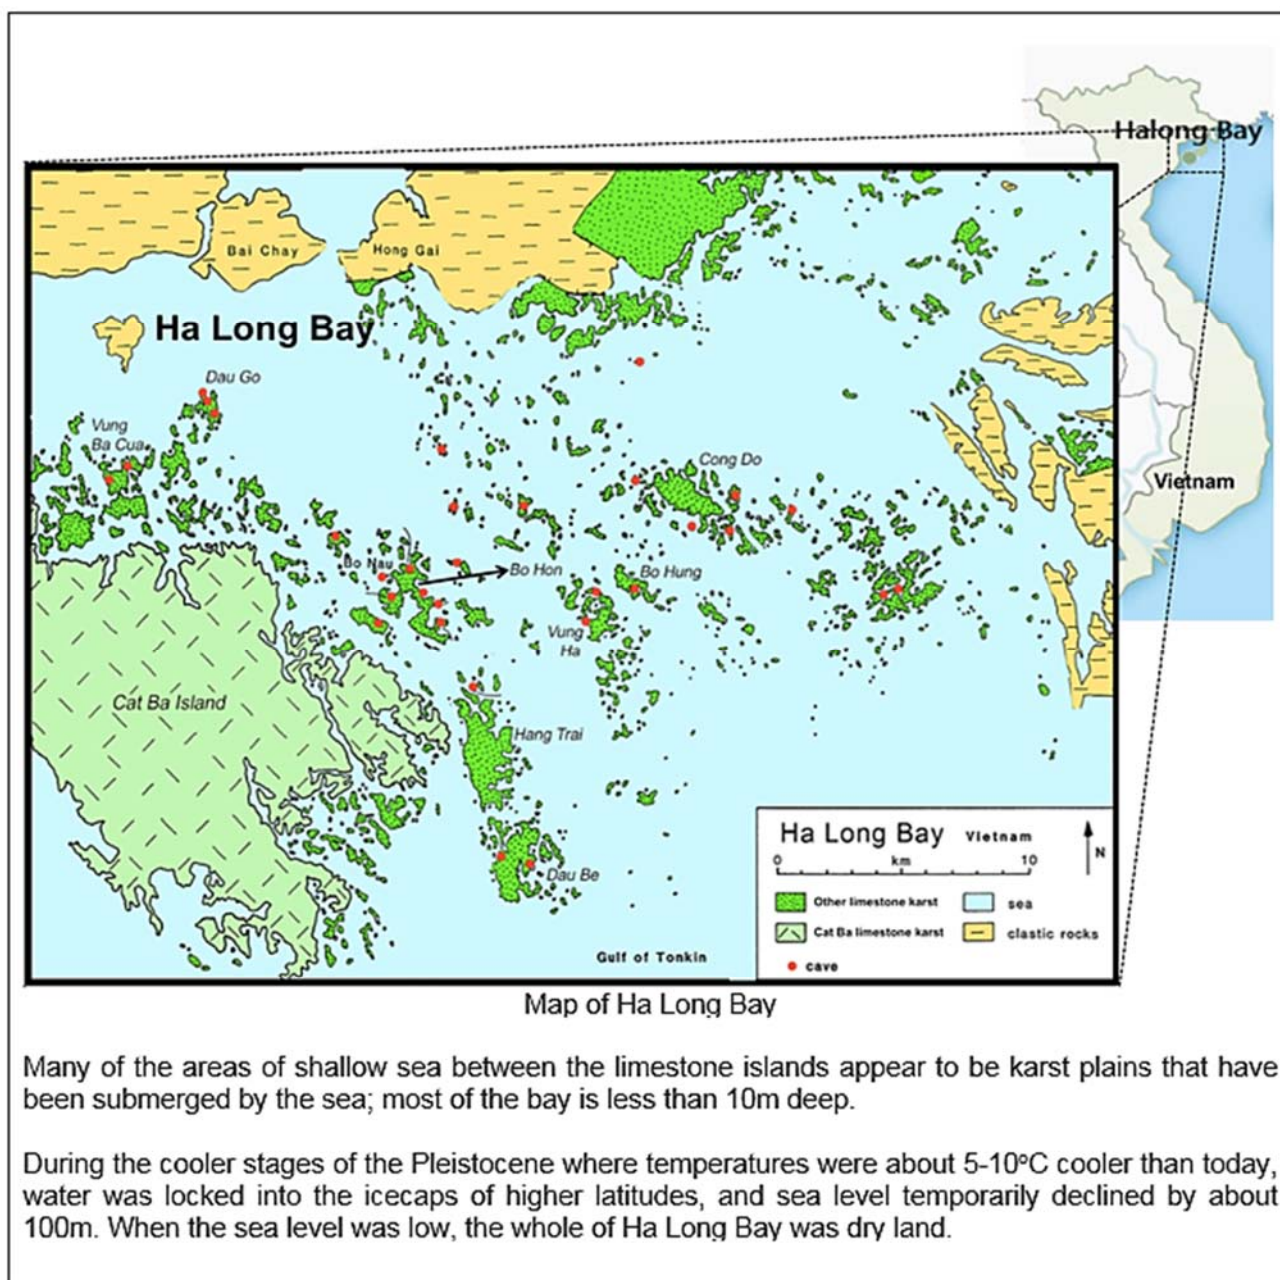 Halong Bay
Bai Chay
Hong Gai
Ha Long Bay
Dau Go
Vung
Ba Cua
Cong Do
Vietnam
Bo Nau
Bo Hon
Bo Hung
Vung
Ha
Cat Ba Island
Hang Trai
Dau Be
Gulf of Tonkin
Ha Long Bay Vietnam
0 km 10
N
Other limestone karst sea
Cat Ba limestone karst clastic rocks
cave
Map of Ha Long Bay
Many of the areas of shallow sea between the limestone islands appear to be karst plains that have
been submerged by the sea; most of the bay is less than 10m deep.
During the cooler stages of the Pleistocene where temperatures were about 5-10ºC cooler than today,
water was locked into the icecaps of higher latitudes, and sea level temporarily declined by about
100m. When the sea level was low, the whole of Ha Long Bay was dry land.